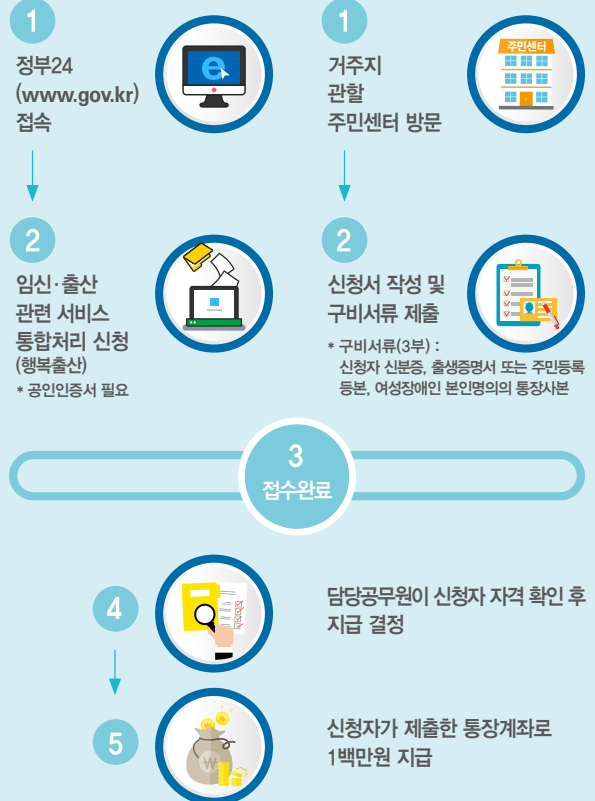 1
정부24
(www.gov.kr)
접속
2
임신·출산
관련 서비스
통합처리 신청
(행복출산)
* 공인인증서 필요
1
거주지
관할
주민센터 방문
주민센터
2
신청서 작성 및
구비서류 제출
* 구비서류(3부) :
신청자 신분증, 출생증명서 또는 주민등록
등본, 여성장애인 본인명의의 통장사본
3
접수완료
4
담당공무원이 신청자 자격 확인 후
지급 결정
5
신청자가 제출한 통장계좌로
1백만원 지급